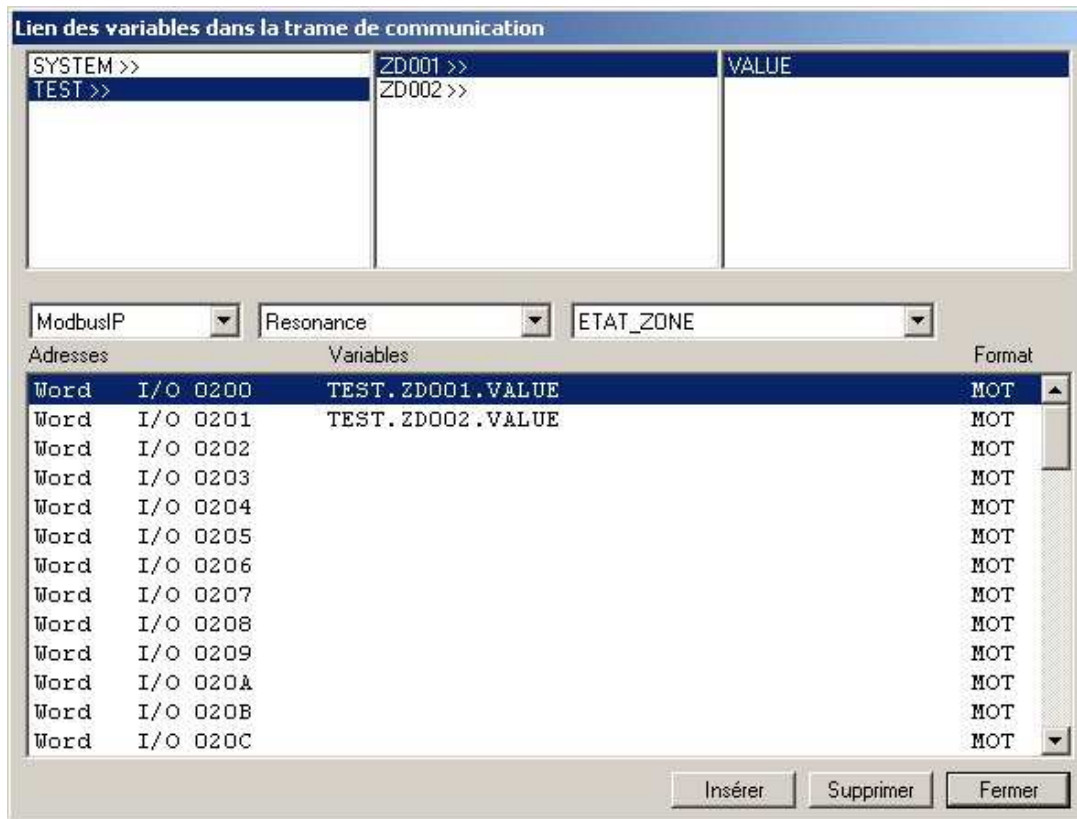 Lien des variables dans la trame de communication
SYSTEM >> ZD001 >> VALUE
TEST >> ZD002 >>
ModbusIP Resonance ETAT_ZONE
Adresses Variables Format
Word I/O 0200 TEST.ZD001.VALUE MOT
Word I/O 0201 TEST.ZD002.VALUE MOT
Word I/O 0202 MOT
Word I/O 0203 MOT
Word I/O 0204 MOT
Word I/O 0205 MOT
Word I/O 0206 MOT
Word I/O 0207 MOT
Word I/O 0208 MOT
Word I/O 0209 MOT
Word I/O 020A MOT
Word I/O 020B MOT
Word I/O 020C MOT
Insérer Supprimer Fermer